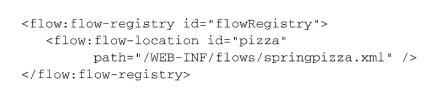 <flow:flow-registry id="flowRegistry">
   <flow:flow-location id="pizza"
         path="/WEB-INF/flows/springpizza.xml" />
</flow:flow-registry>